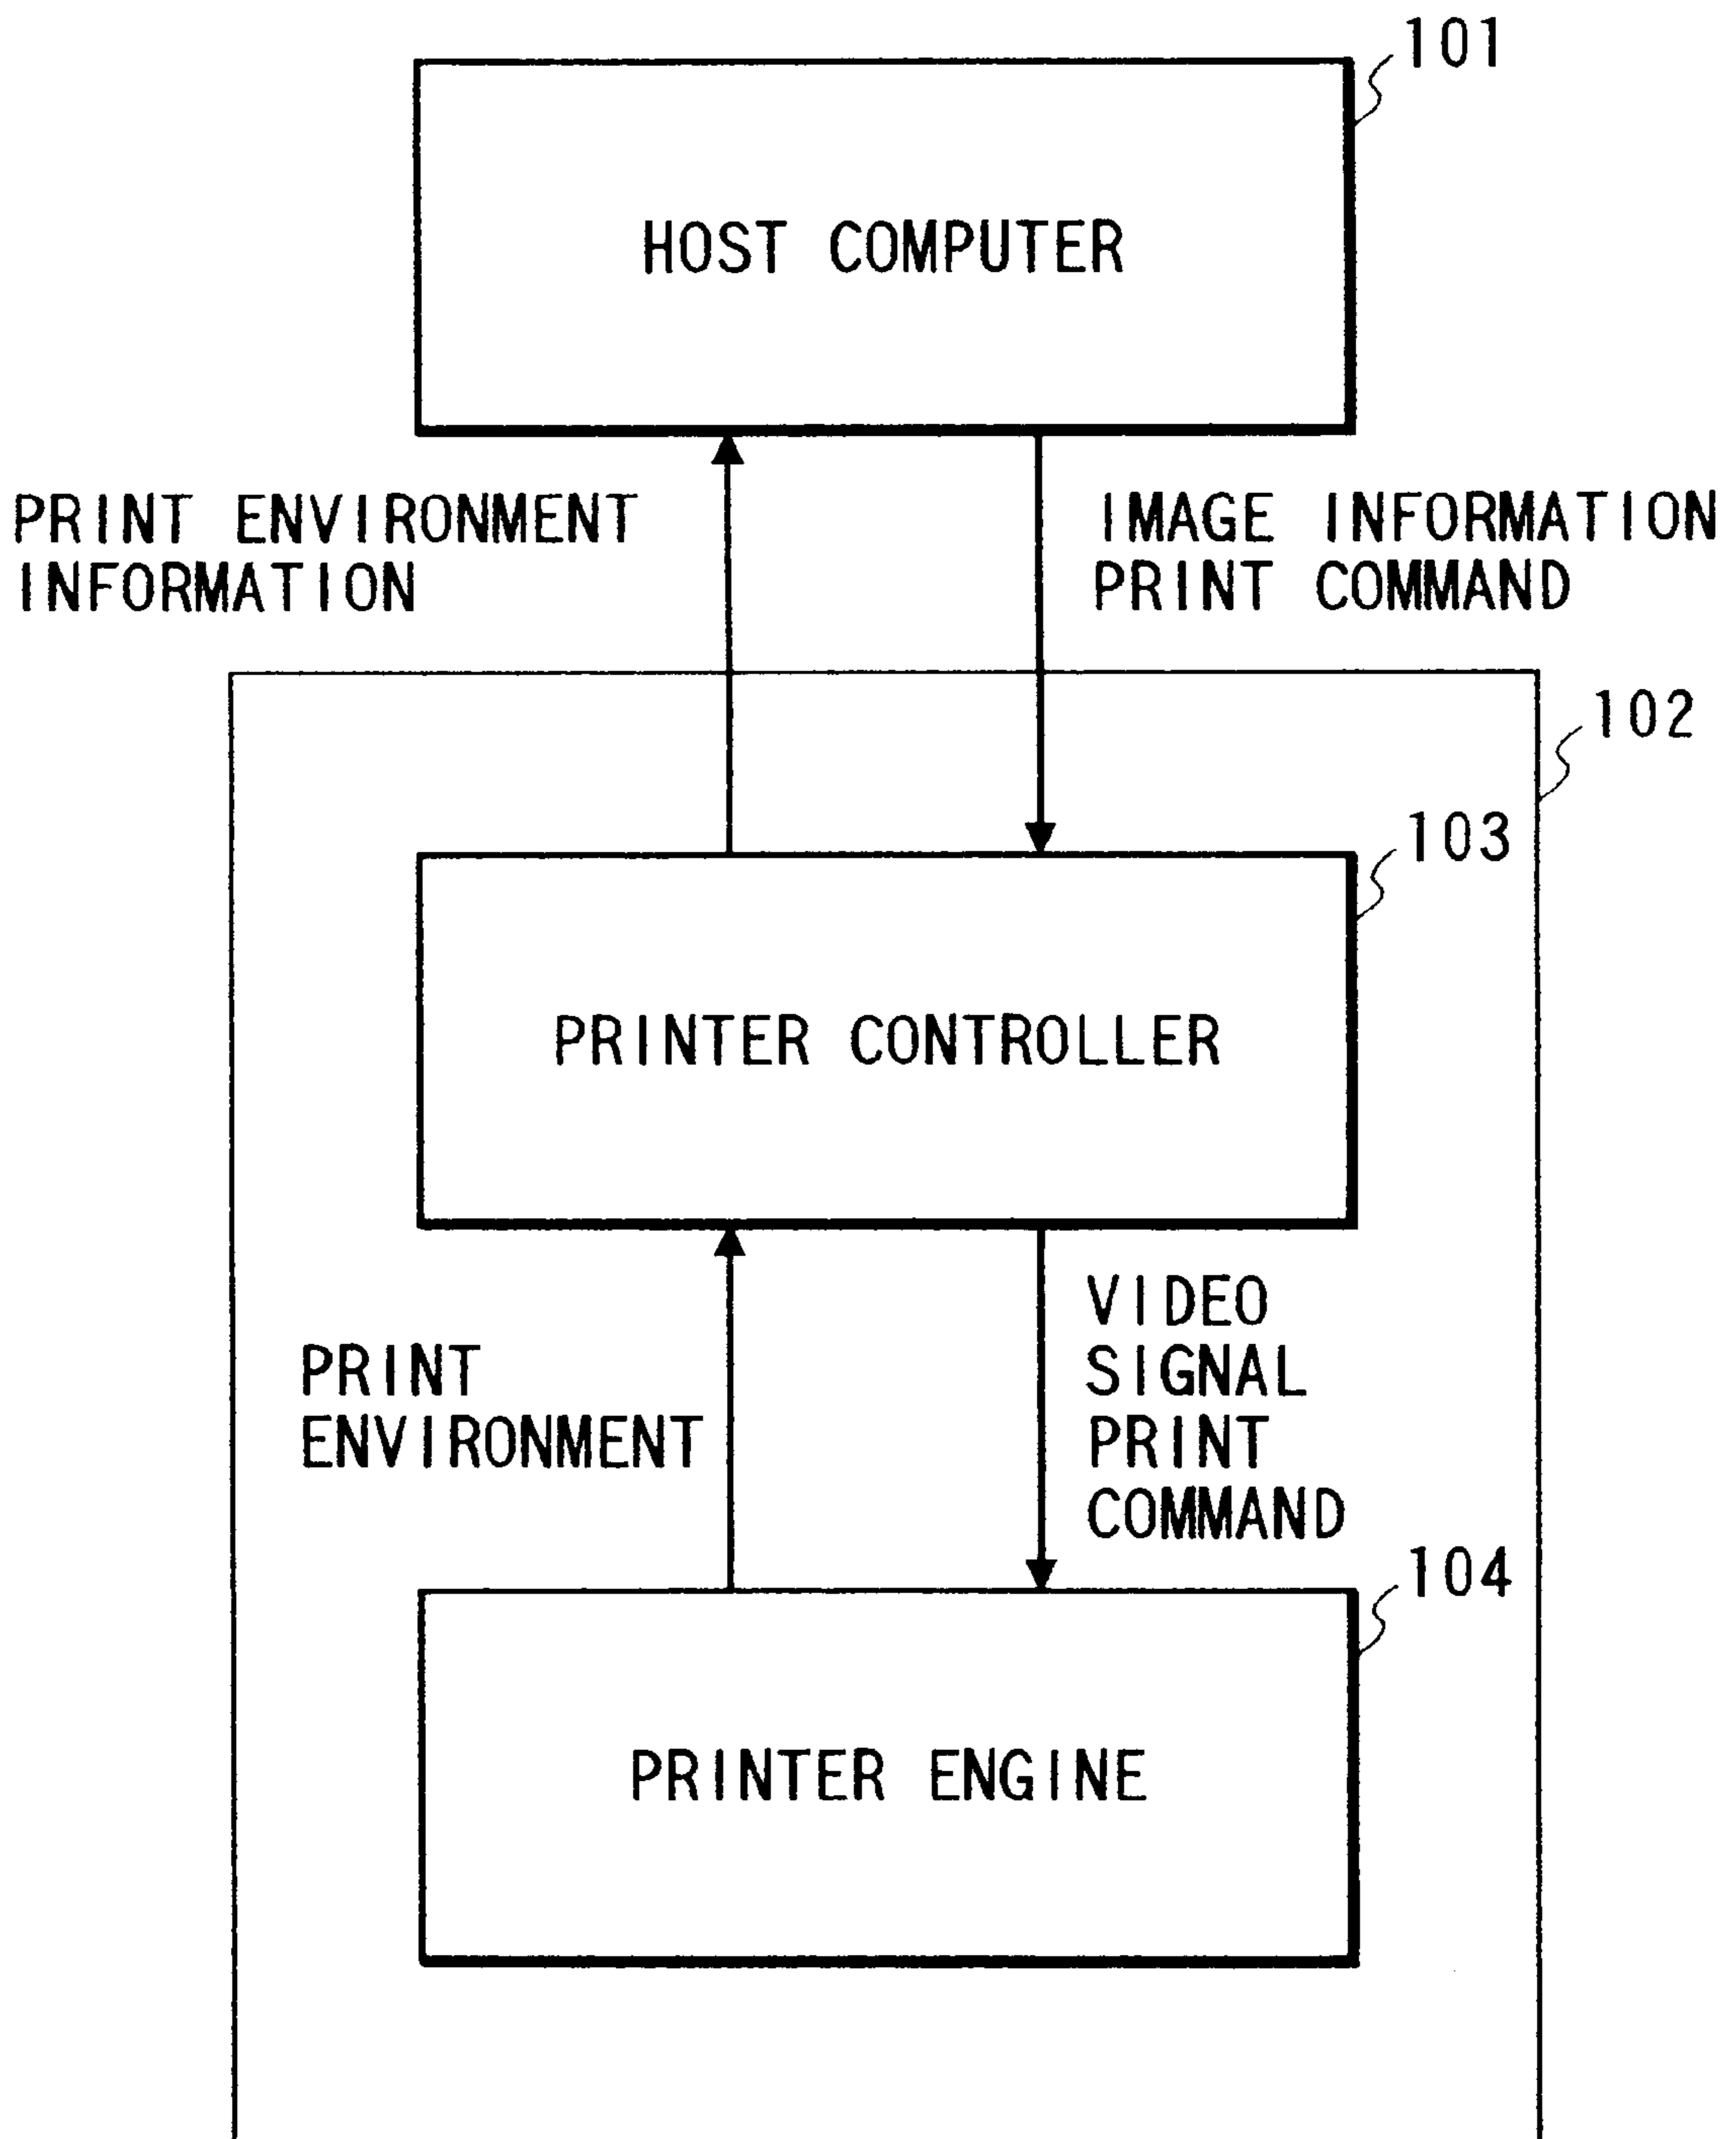 101
HOST COMPUTER
PRINT ENVIRONMENT
INFORMATION
IMAGE INFORMATION
PRINT COMMAND
102
103
PRINTER CONTROLLER
PRINT
ENVIRONMENT
VIDEO
SIGNAL
PRINT
COMMAND
104
PRINTER ENGINE